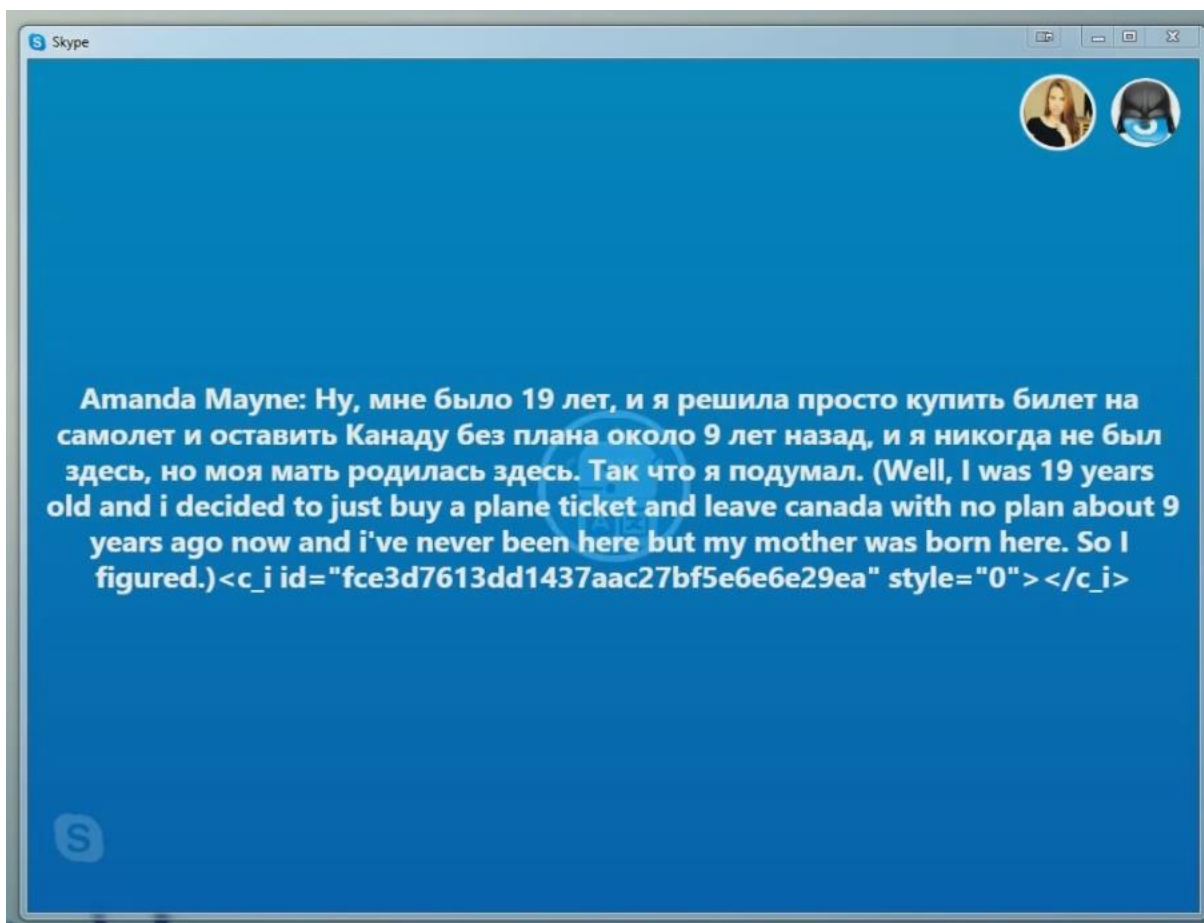 Skype
Amanda Mayne: Ну, мне было 19 лет, и я решила просто купить билет на
самолет и оставить Канаду без плана около 9 лет назад, и я никогда не был
здесь, но моя мать родилась здесь. Так что я подумал. (Well, I was 19 years
old and i decided to just buy a plane ticket and leave canada with no plan about 9
years ago now and i've never been here but my mother was born here. So I
figured.)<c_i id="fce3d7613dd1437aac27bf5e6e6e29ea" style="0"></c_i>